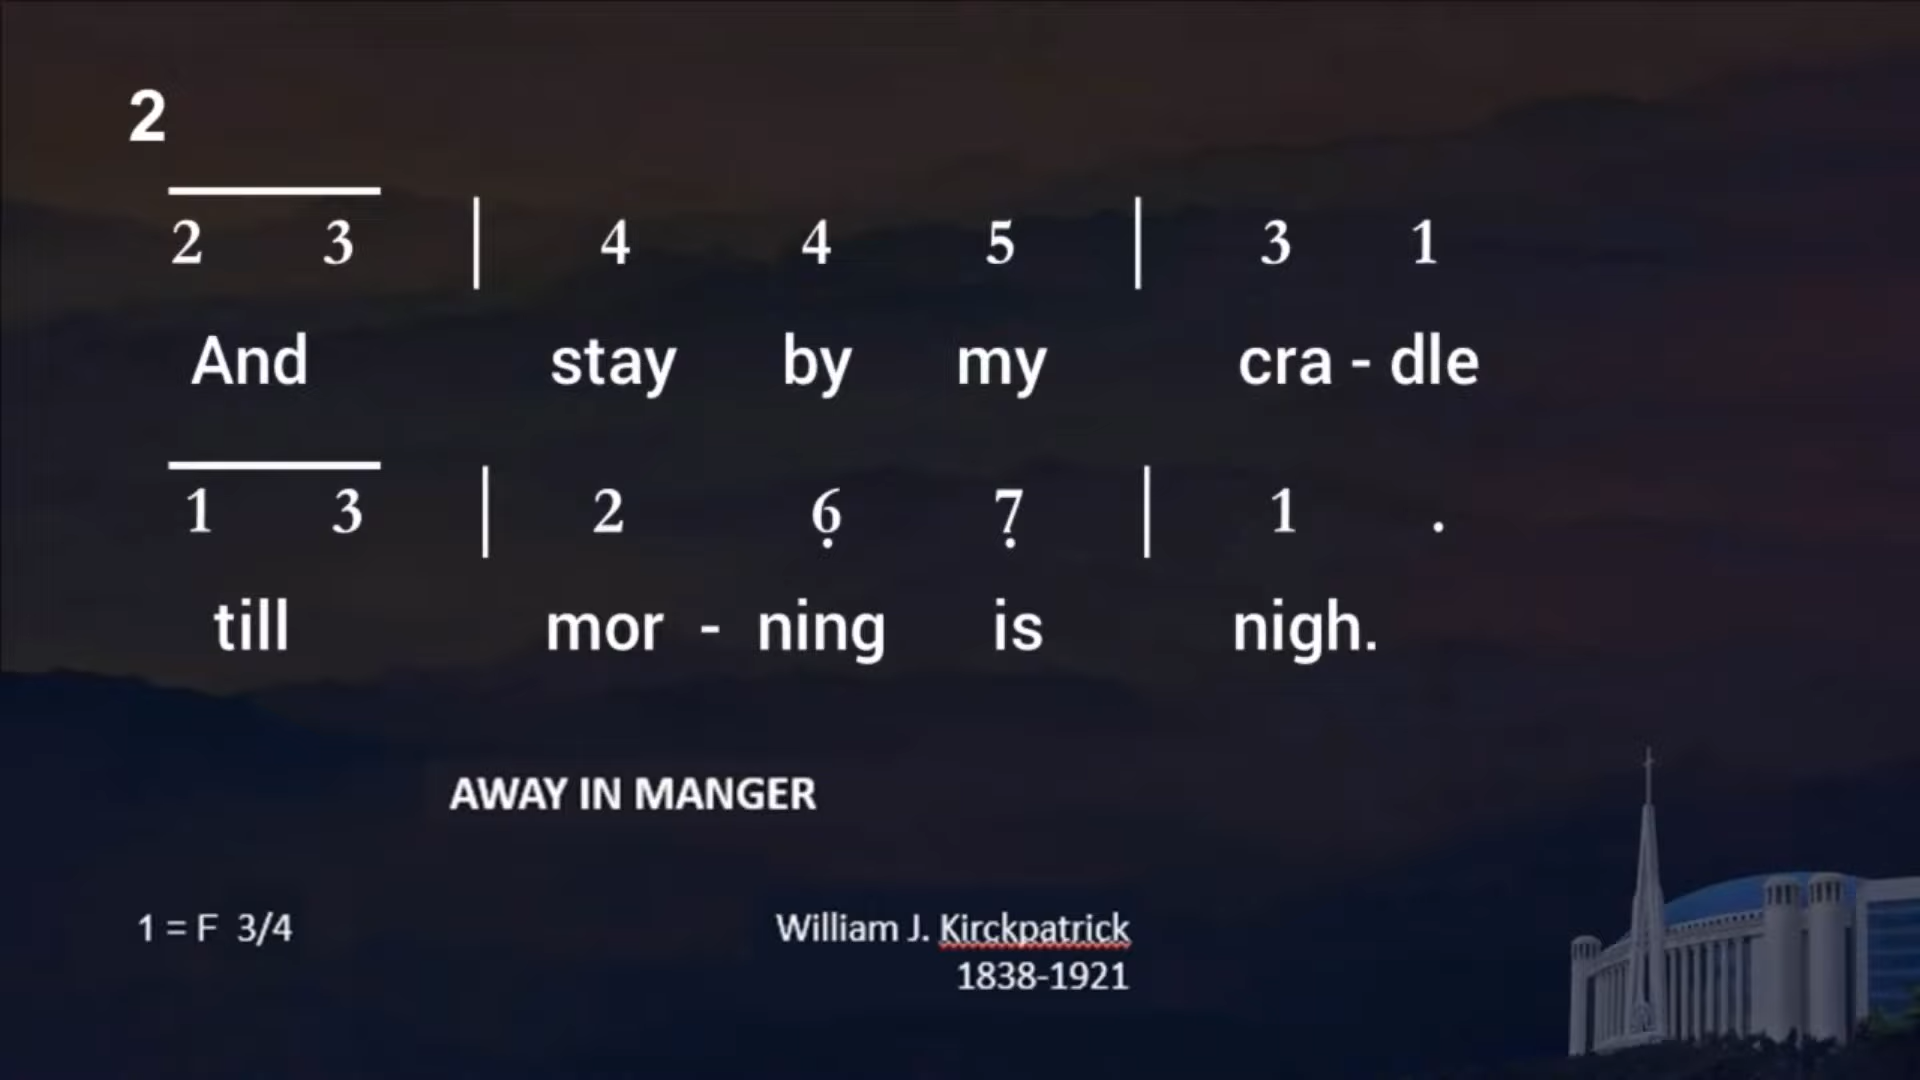 2
2 3 | 4 4 5 | 3 1
And stay by my cra - dle
1 3 | 2 6̣ 7̣ | 1 .
till mor - ning is nigh.
AWAY IN MANGER
1 = F 3/4
William J. Kirckpatrick
1838-1921